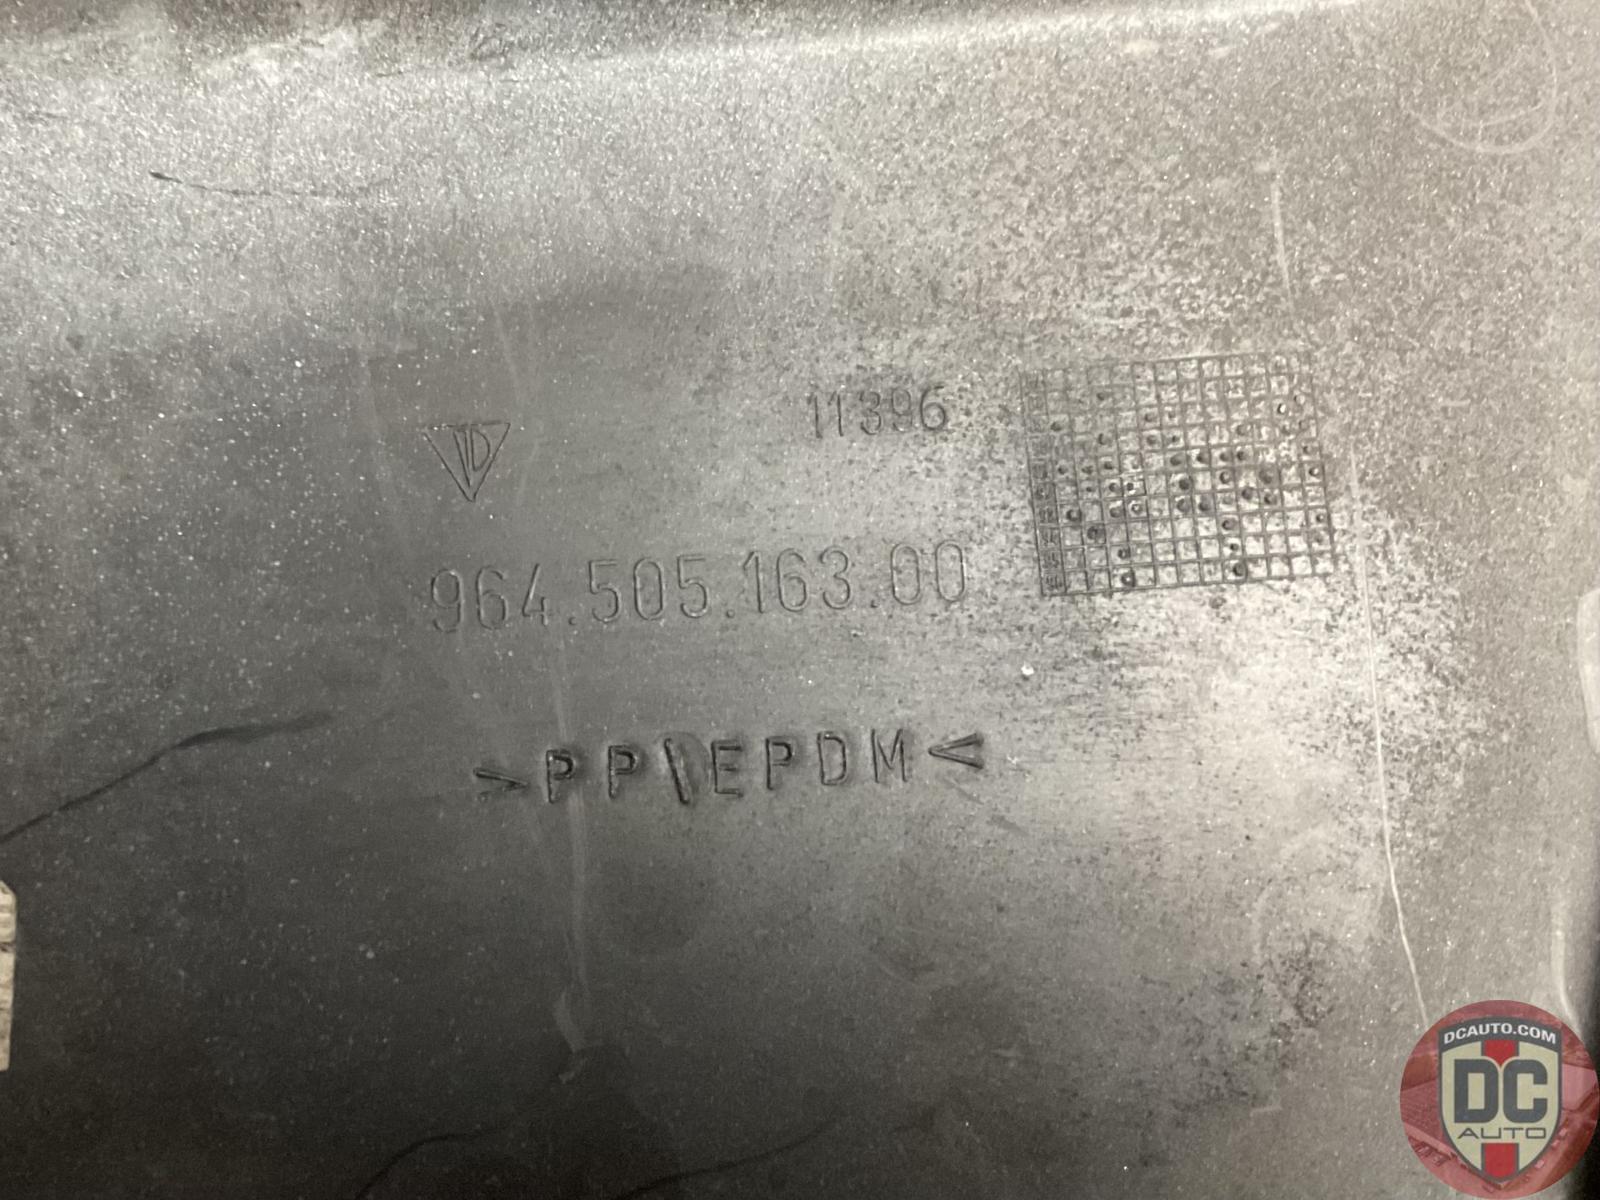 11396
964.505.163.00
>PP\EPDM<
DCAUTO.COM
DC
AUTO